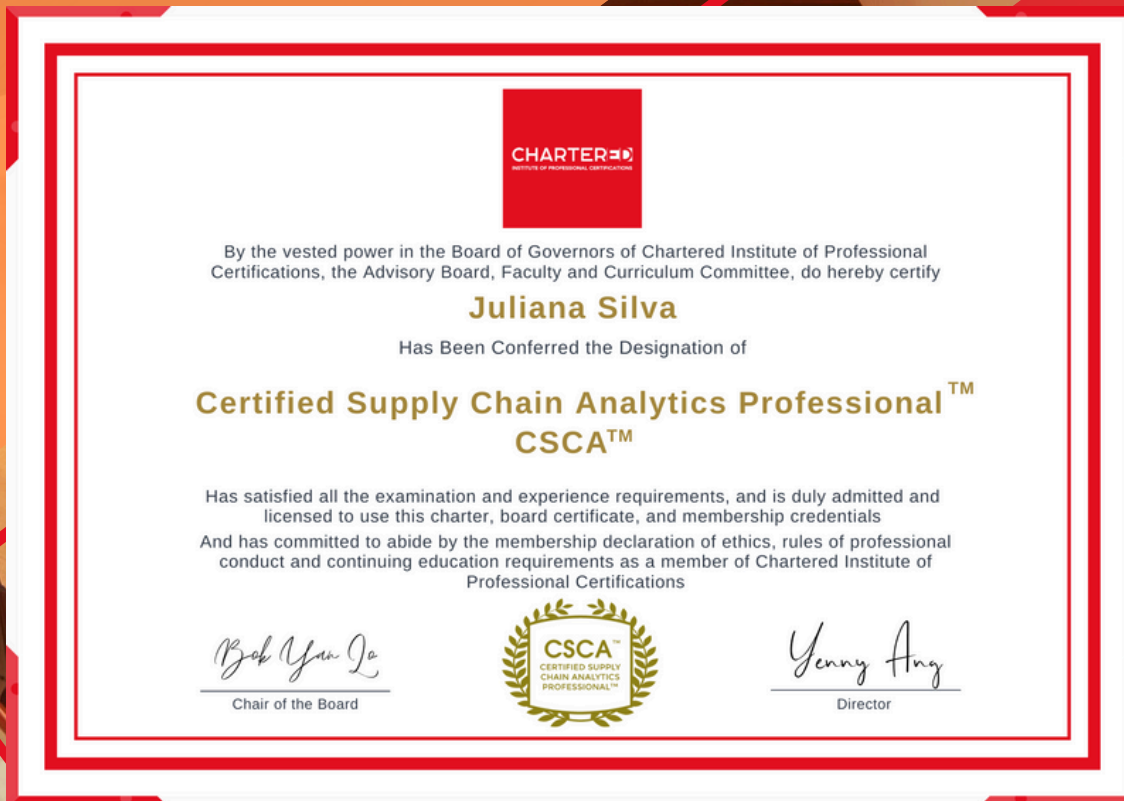 CHARTERED
INSTITUTE OF PROFESSIONAL CERTIFICATIONS
By the vested power in the Board of Governors of Chartered Institute of Professional
Certifications, the Advisory Board, Faculty and Curriculum Committee, do hereby certify
Juliana Silva
Has Been Conferred the Designation of
Certified Supply Chain Analytics Professional™
CSCA™
Has satisfied all the examination and experience requirements, and is duly admitted and
licensed to use this charter, board certificate, and membership credentials
And has committed to abide by the membership declaration of ethics, rules of professional
conduct and continuing education requirements as a member of Chartered Institute of
Professional Certifications
Bok Yan Lo
Chair of the Board
CSCA™
CERTIFIED SUPPLY
CHAIN ANALYTICS
PROFESSIONAL™
Yenny Ang
Director